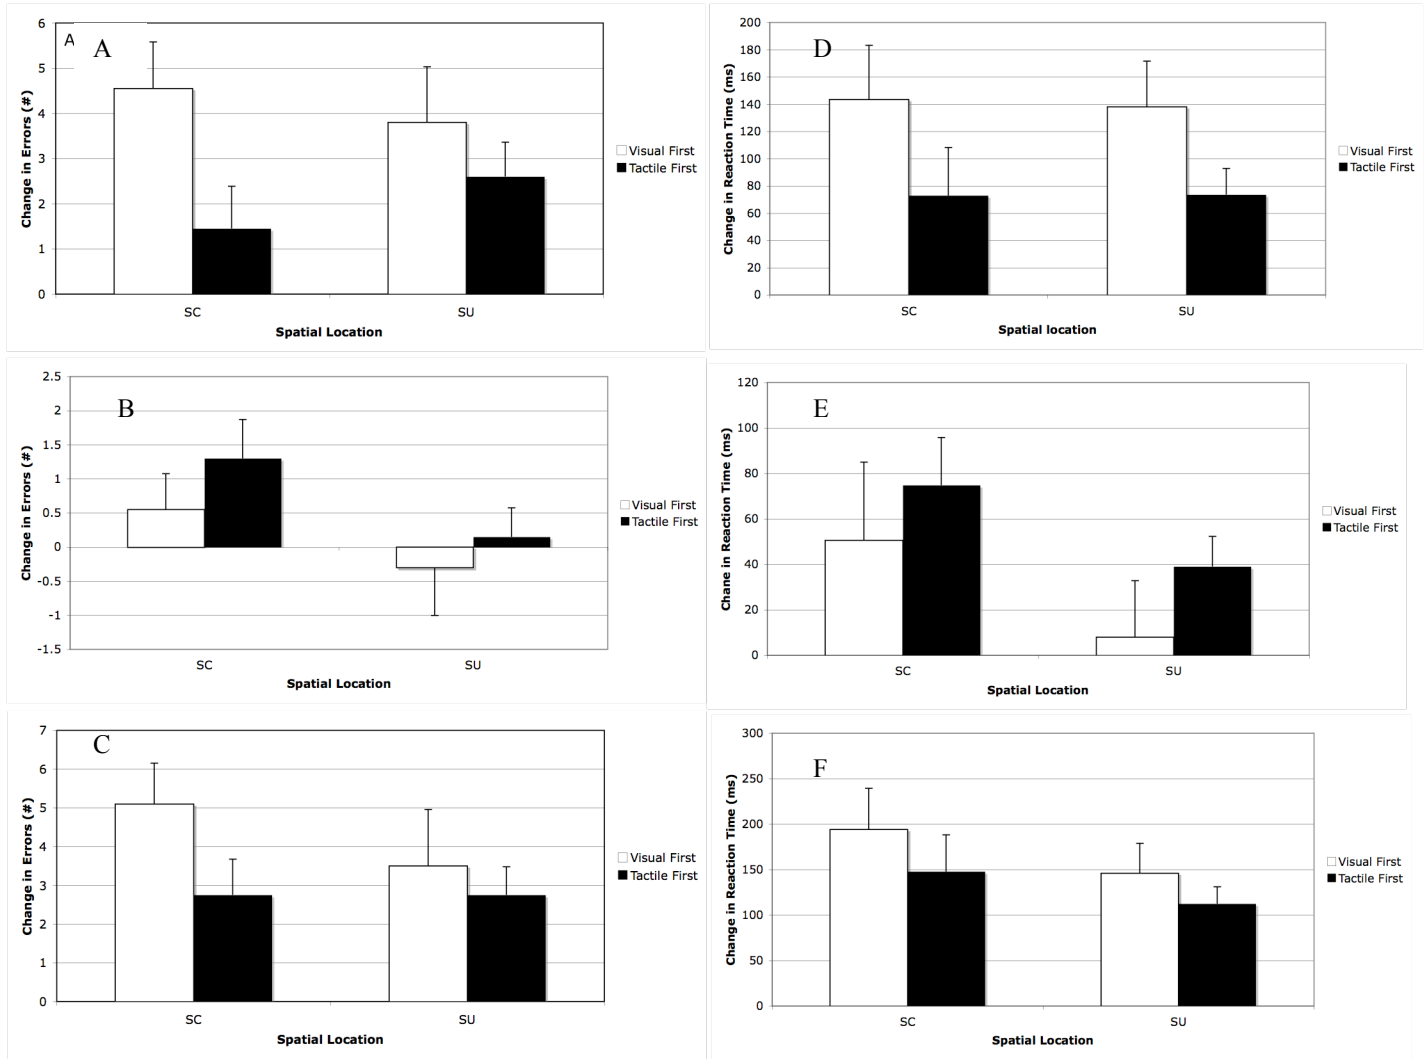 A
A
6
5
4
3
2
1
0
Change in Errors (#)
SC
SU
Spatial Location
Visual First
Tactile First
D
200
180
160
140
120
100
80
60
40
20
0
Change in Reaction Time (ms)
SC
SU
Spatial location
Visual First
Tactile First
B
2.5
2
1.5
1
0.5
0
-0.5
-1
-1.5
Change in Errors (#)
SC
SU
Spatial Location
Visual First
Tactile First
E
120
100
80
60
40
20
0
Chane in Reaction Time (ms)
SC
SU
Spatial Location
Visual First
Tactile First
C
7
6
5
4
3
2
1
0
Change in Errors (#)
SC
SU
Spatial Location
Visual First
Tactile First
F
300
250
200
150
100
50
0
Change in Reaction Time (ms)
SC
SU
Spatial Location
Visual First
Tactile First